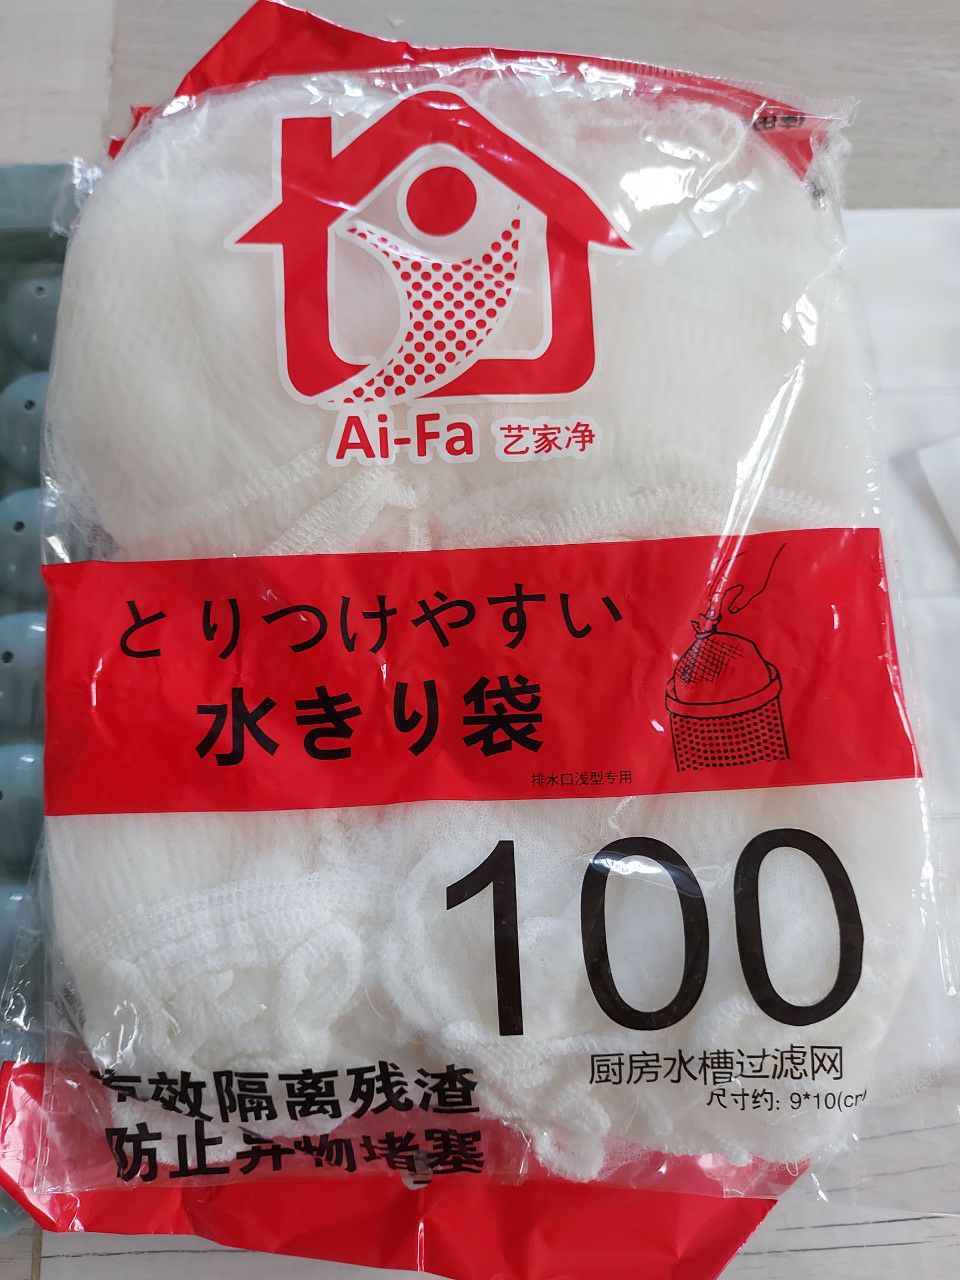 Ai-Fa 艺家净
とりつけやすい
水きり袋
排水口浅型专用
100
厨房水槽过滤网
尺寸约: 9*10(cm
有效隔离残渣
防止异物堵塞